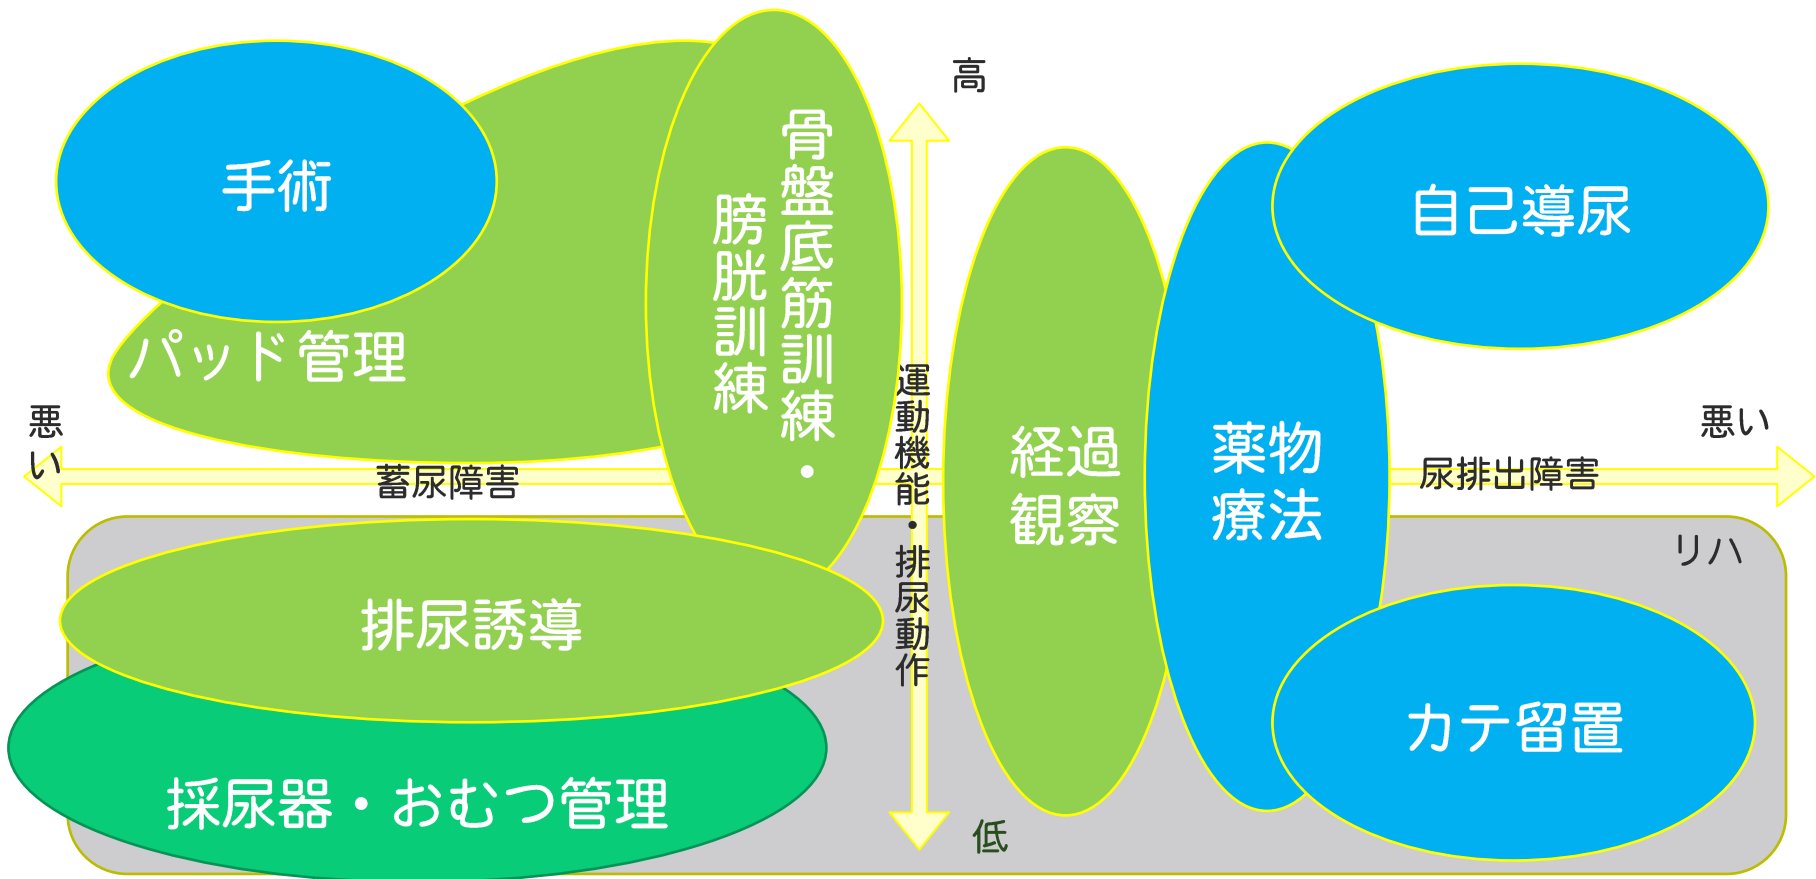 高
手術
自己導尿
骨盤底筋訓練・
膀胱訓練
パッド管理
運動機能・排尿動作
悪い
悪い
経過
観察
薬物
療法
蓄尿障害
尿排出障害
リハ
排尿誘導
カテ留置
採尿器・おむつ管理
低